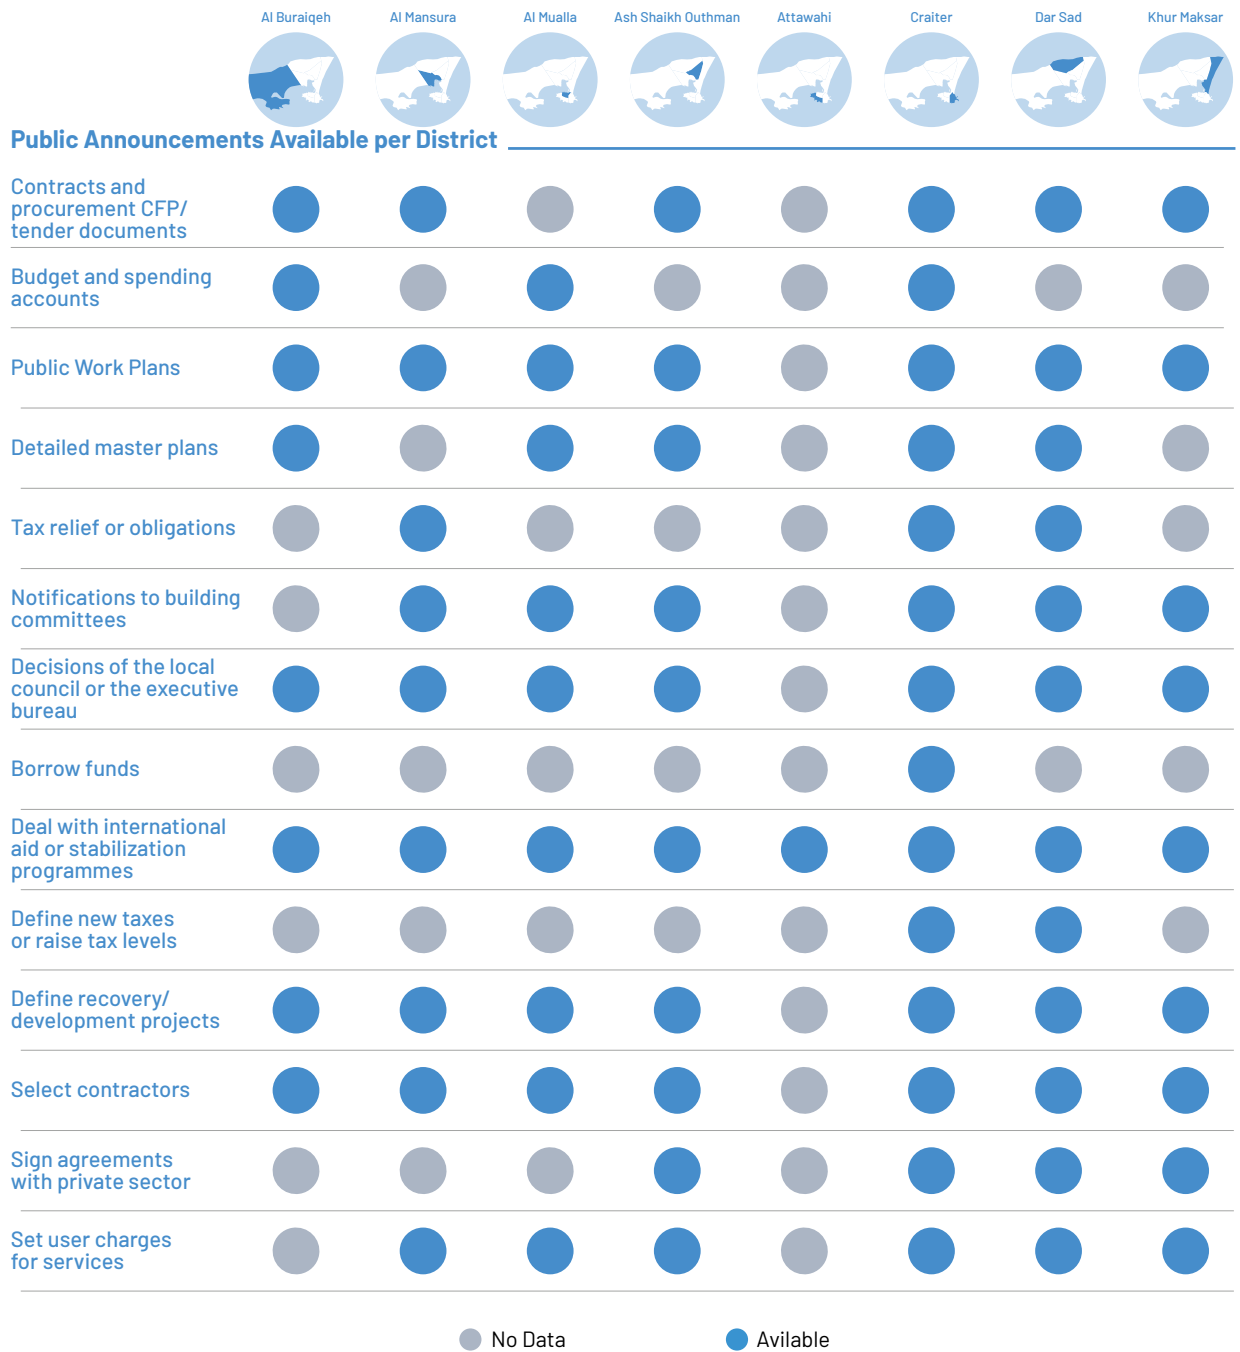 Al Buraiqeh Al Mansura Al Mualla Ash Shaikh Outhman Attawahi Craiter Dar Sad Khur Maksar
Public Announcements Available per District
Contracts and
procurement CFP/
tender documents
Budget and spending
accounts
Public Work Plans
Detailed master plans
Tax relief or obligations
Notifications to building
committees
Decisions of the local
council or the executive
bureau
Borrow funds
Deal with international
aid or stabilization
programmes
Define new taxes
or raise tax levels
Define recovery/
development projects
Select contractors
Sign agreements
with private sector
Set user charges
for services
No Data Avilable